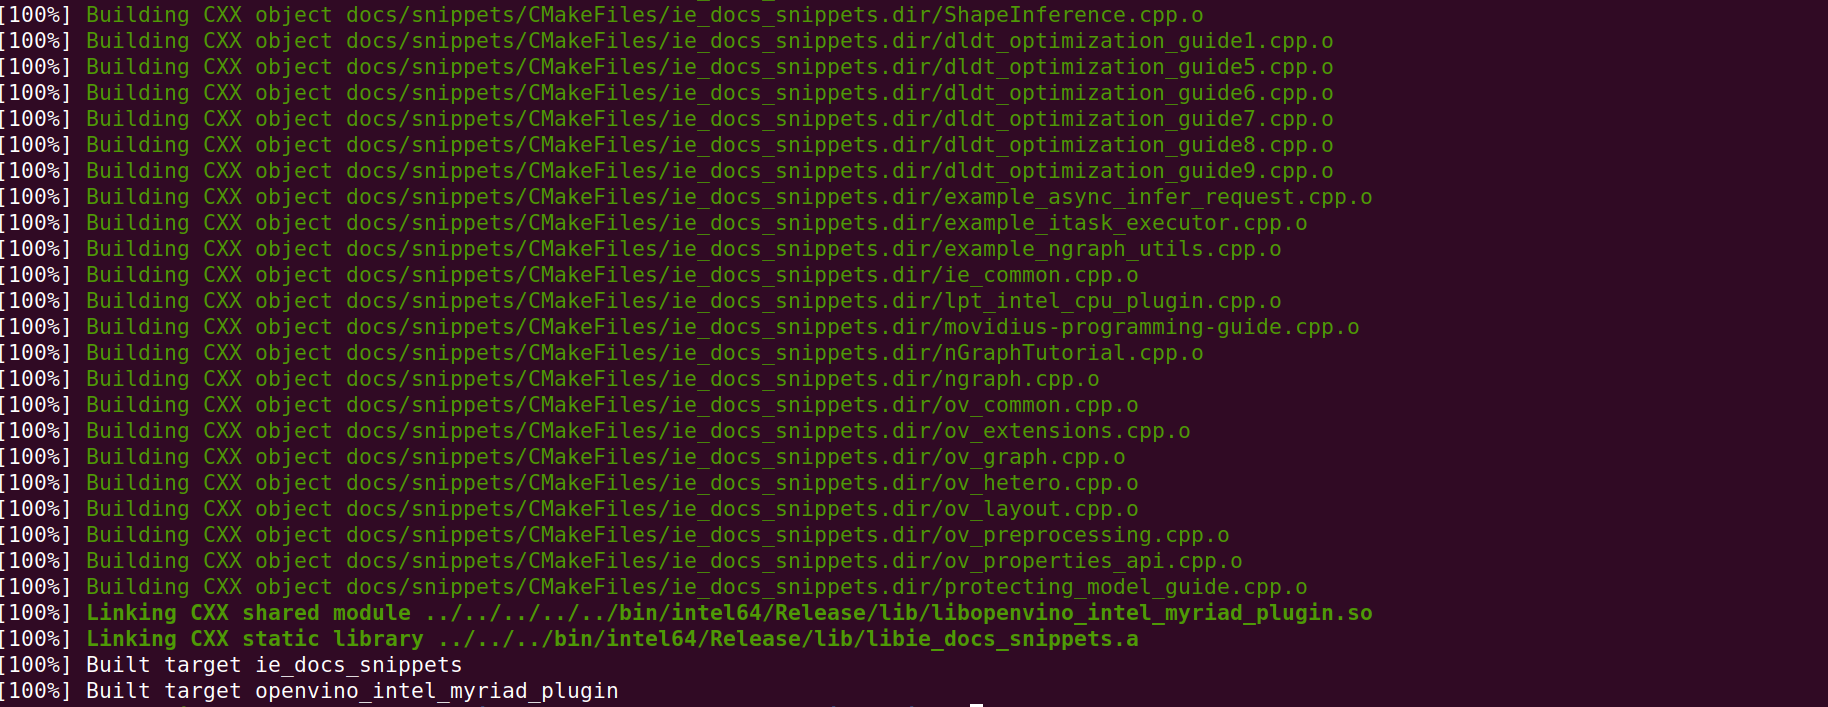 [100%] Building CXX object docs/snippets/CMakeFiles/ie_docs_snippets.dir/ShapeInference.cpp.o
[100%] Building CXX object docs/snippets/CMakeFiles/ie_docs_snippets.dir/dldt_optimization_guide1.cpp.o
[100%] Building CXX object docs/snippets/CMakeFiles/ie_docs_snippets.dir/dldt_optimization_guide5.cpp.o
[100%] Building CXX object docs/snippets/CMakeFiles/ie_docs_snippets.dir/dldt_optimization_guide6.cpp.o
[100%] Building CXX object docs/snippets/CMakeFiles/ie_docs_snippets.dir/dldt_optimization_guide7.cpp.o
[100%] Building CXX object docs/snippets/CMakeFiles/ie_docs_snippets.dir/dldt_optimization_guide8.cpp.o
[100%] Building CXX object docs/snippets/CMakeFiles/ie_docs_snippets.dir/dldt_optimization_guide9.cpp.o
[100%] Building CXX object docs/snippets/CMakeFiles/ie_docs_snippets.dir/example_async_infer_request.cpp.o
[100%] Building CXX object docs/snippets/CMakeFiles/ie_docs_snippets.dir/example_itask_executor.cpp.o
[100%] Building CXX object docs/snippets/CMakeFiles/ie_docs_snippets.dir/example_ngraph_utils.cpp.o
[100%] Building CXX object docs/snippets/CMakeFiles/ie_docs_snippets.dir/ie_common.cpp.o
[100%] Building CXX object docs/snippets/CMakeFiles/ie_docs_snippets.dir/lpt_intel_cpu_plugin.cpp.o
[100%] Building CXX object docs/snippets/CMakeFiles/ie_docs_snippets.dir/movidius-programming-guide.cpp.o
[100%] Building CXX object docs/snippets/CMakeFiles/ie_docs_snippets.dir/nGraphTutorial.cpp.o
[100%] Building CXX object docs/snippets/CMakeFiles/ie_docs_snippets.dir/ngraph.cpp.o
[100%] Building CXX object docs/snippets/CMakeFiles/ie_docs_snippets.dir/ov_common.cpp.o
[100%] Building CXX object docs/snippets/CMakeFiles/ie_docs_snippets.dir/ov_extensions.cpp.o
[100%] Building CXX object docs/snippets/CMakeFiles/ie_docs_snippets.dir/ov_graph.cpp.o
[100%] Building CXX object docs/snippets/CMakeFiles/ie_docs_snippets.dir/ov_hetero.cpp.o
[100%] Building CXX object docs/snippets/CMakeFiles/ie_docs_snippets.dir/ov_layout.cpp.o
[100%] Building CXX object docs/snippets/CMakeFiles/ie_docs_snippets.dir/ov_preprocessing.cpp.o
[100%] Building CXX object docs/snippets/CMakeFiles/ie_docs_snippets.dir/ov_properties_api.cpp.o
[100%] Building CXX object docs/snippets/CMakeFiles/ie_docs_snippets.dir/protecting_model_guide.cpp.o
[100%] Linking CXX shared module ../../../../../bin/intel64/Release/lib/libopenvino_intel_myriad_plugin.so
[100%] Linking CXX static library ../../../bin/intel64/Release/lib/libie_docs_snippets.a
[100%] Built target ie_docs_snippets
[100%] Built target openvino_intel_myriad_plugin